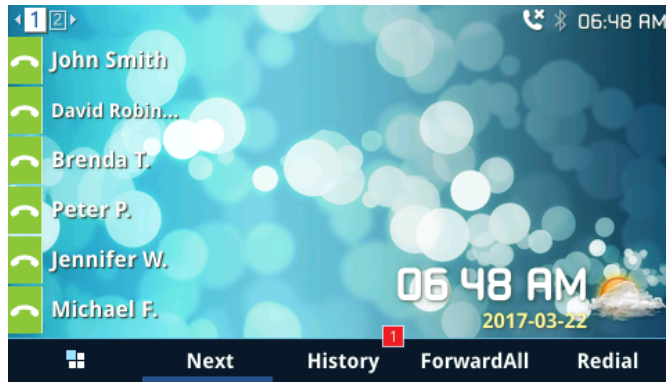 1 2 06:48 AM
John Smith
David Robin...
Brenda T.
Peter P.
Jennifer W.
Michael F.
06 48 AM
2017-03-22
1
Next History ForwardAll Redial